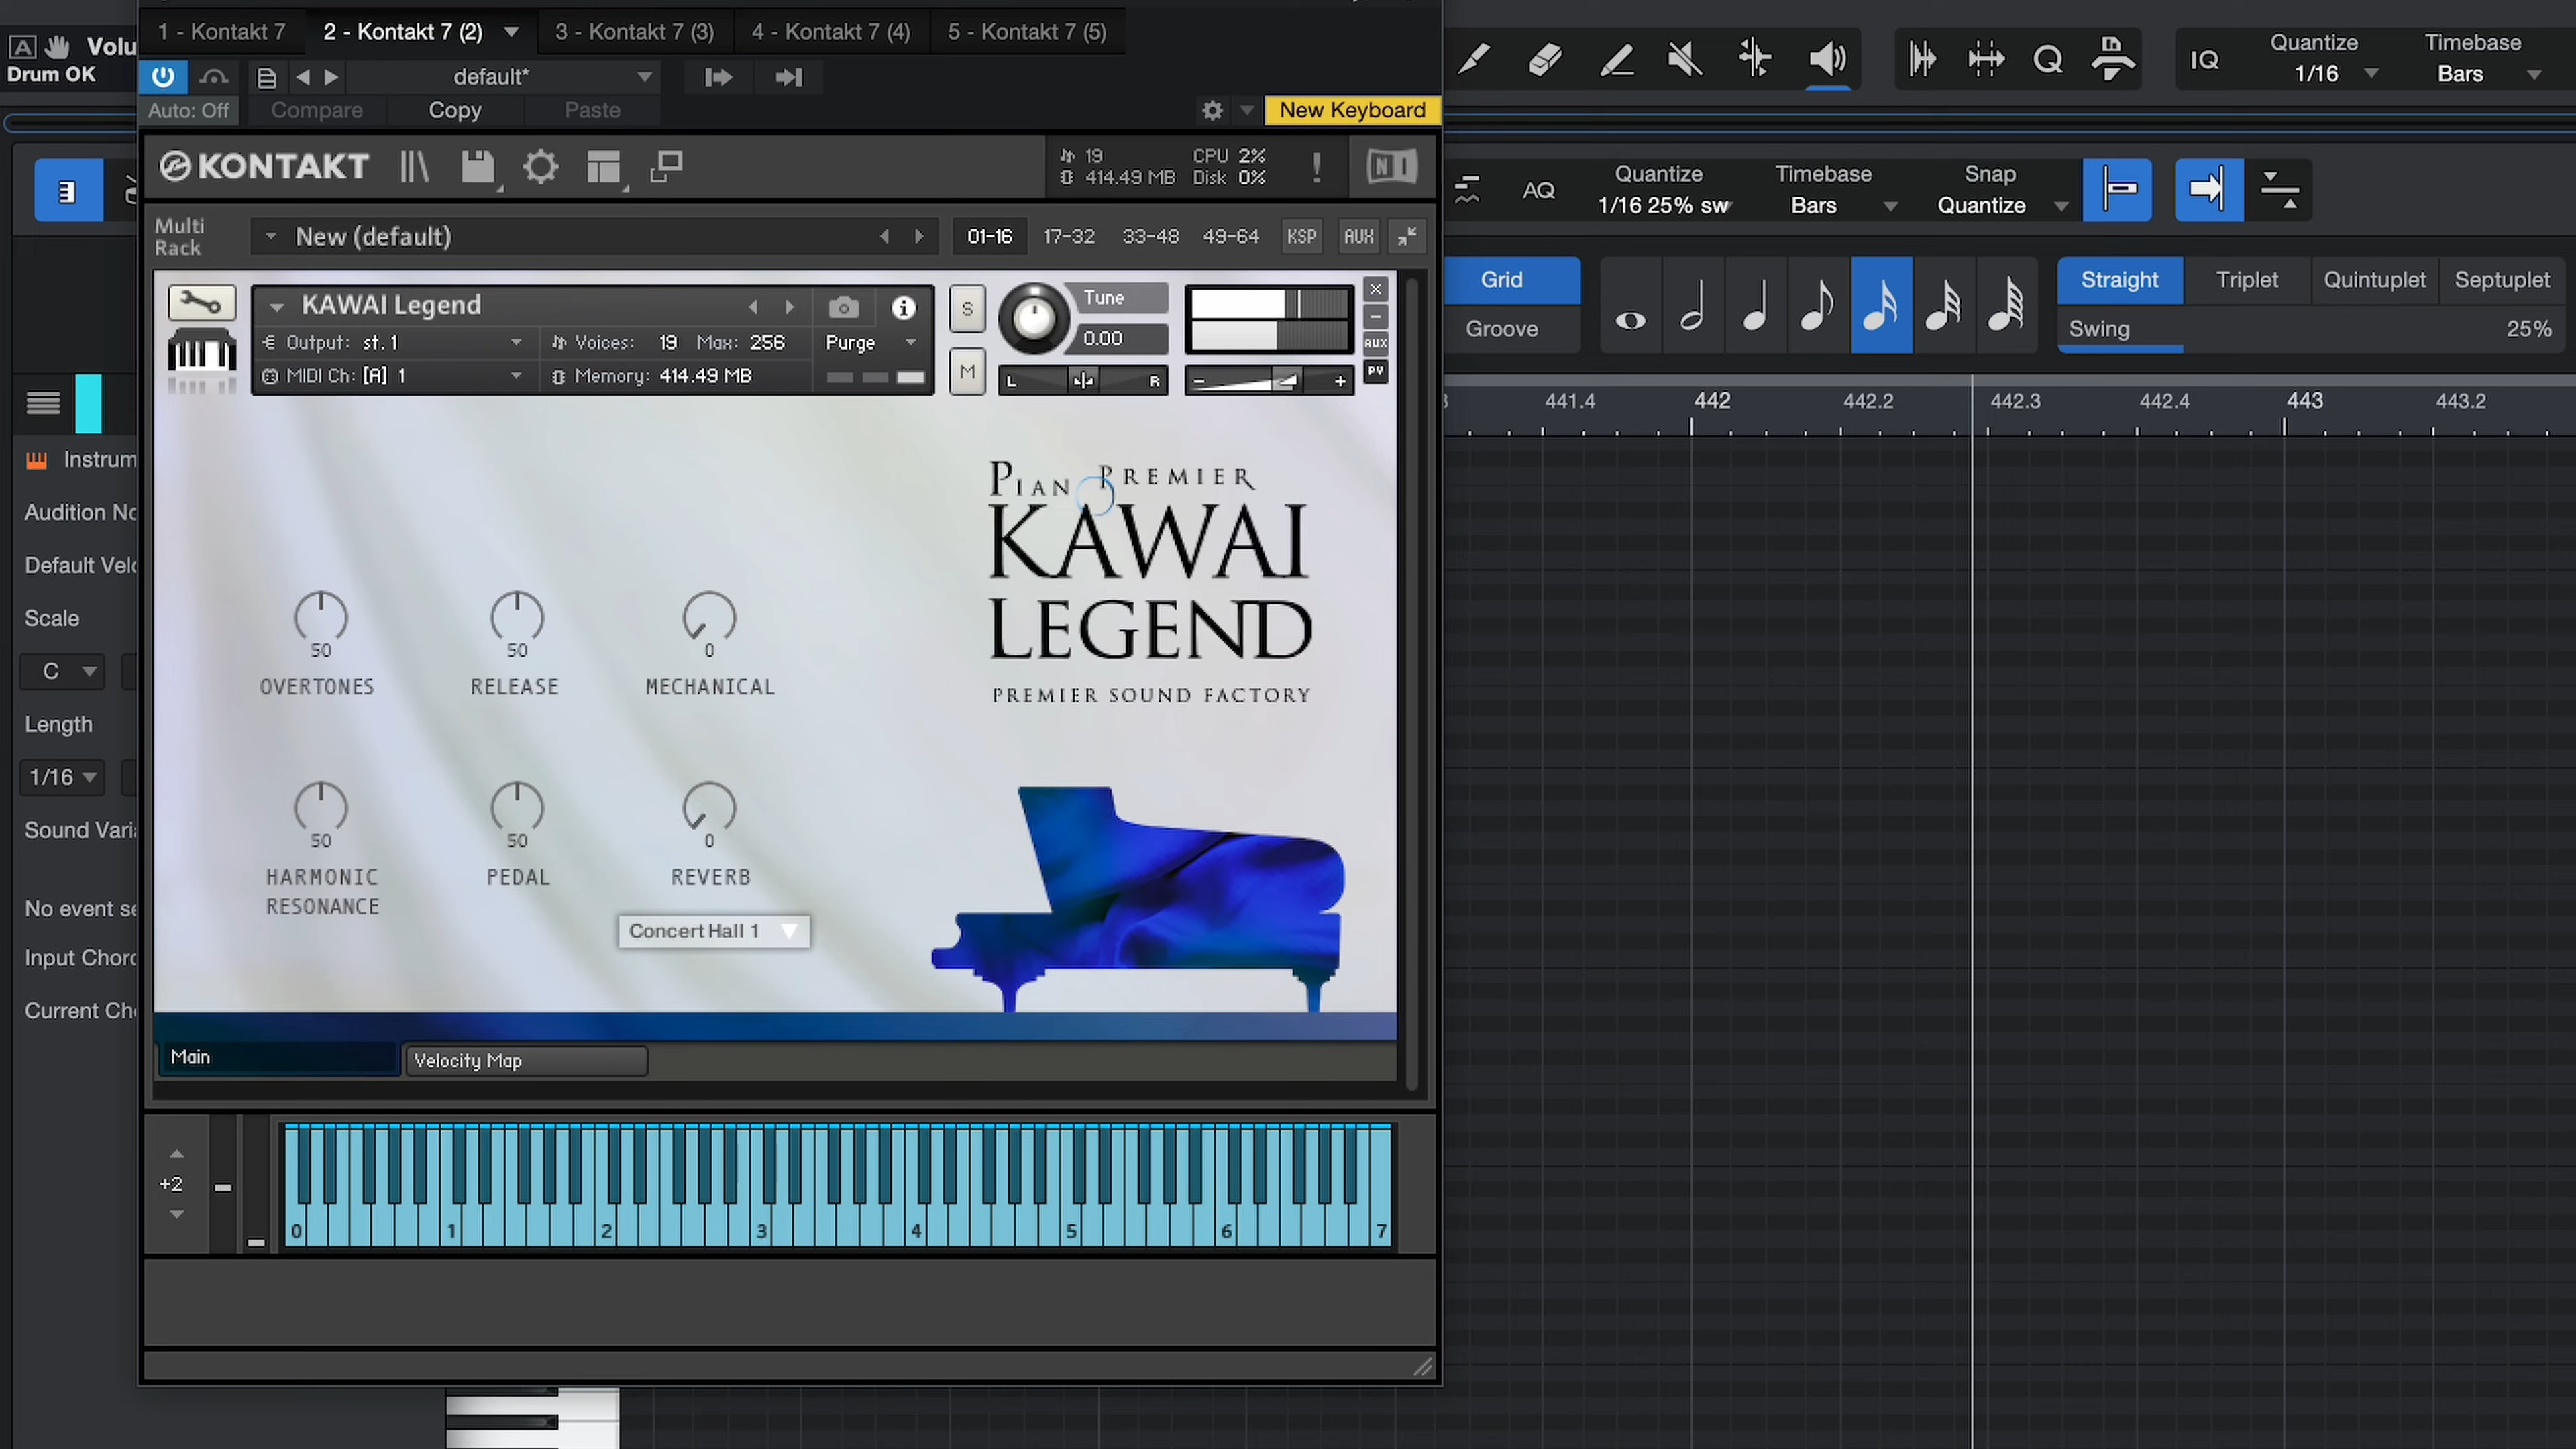 1 - Kontakt 7
2 - Kontakt 7 (2)
3 - Kontakt 7 (3)
4 - Kontakt 7 (4)
5 - Kontakt 7 (5)
A
Volu
Drum OK
default*
Auto: Off
Compare
Copy
Paste
New Keyboard
Q
IQ
Quantize
1/16
Timebase
Bars
KONTAKT
19
414.49 MB
CPU 2%
Disk 0%
!
NI
AQ
Quantize
1/16 25% sw
Timebase
Bars
Snap
Quantize
Multi
Rack
New (default)
01-16
17-32
33-48
49-64
KSP
AUX
Grid
Groove
Straight
Triplet
Quintuplet
Septuplet
Swing
25%
KAWAI Legend
i
Output: st. 1
Voices: 19 Max: 256
Purge
MIDI Ch: [A] 1
Memory: 414.49 MB
S
M
Tune
0.00
L
R
-
+
x
-
AUX
PV
441.4
442
442.2
442.3
442.4
443
443.2
Instrum
Audition No
Default Velo
Scale
C
Length
1/16
Sound Varia
No event se
Input Chord
Current Cho
PIANO PREMIER
KAWAI
LEGEND
PREMIER SOUND FACTORY
50
OVERTONES
50
RELEASE
0
MECHANICAL
50
HARMONIC
RESONANCE
50
PEDAL
0
REVERB
Concert Hall 1
Main
Velocity Map
+2
0
1
2
3
4
5
6
7